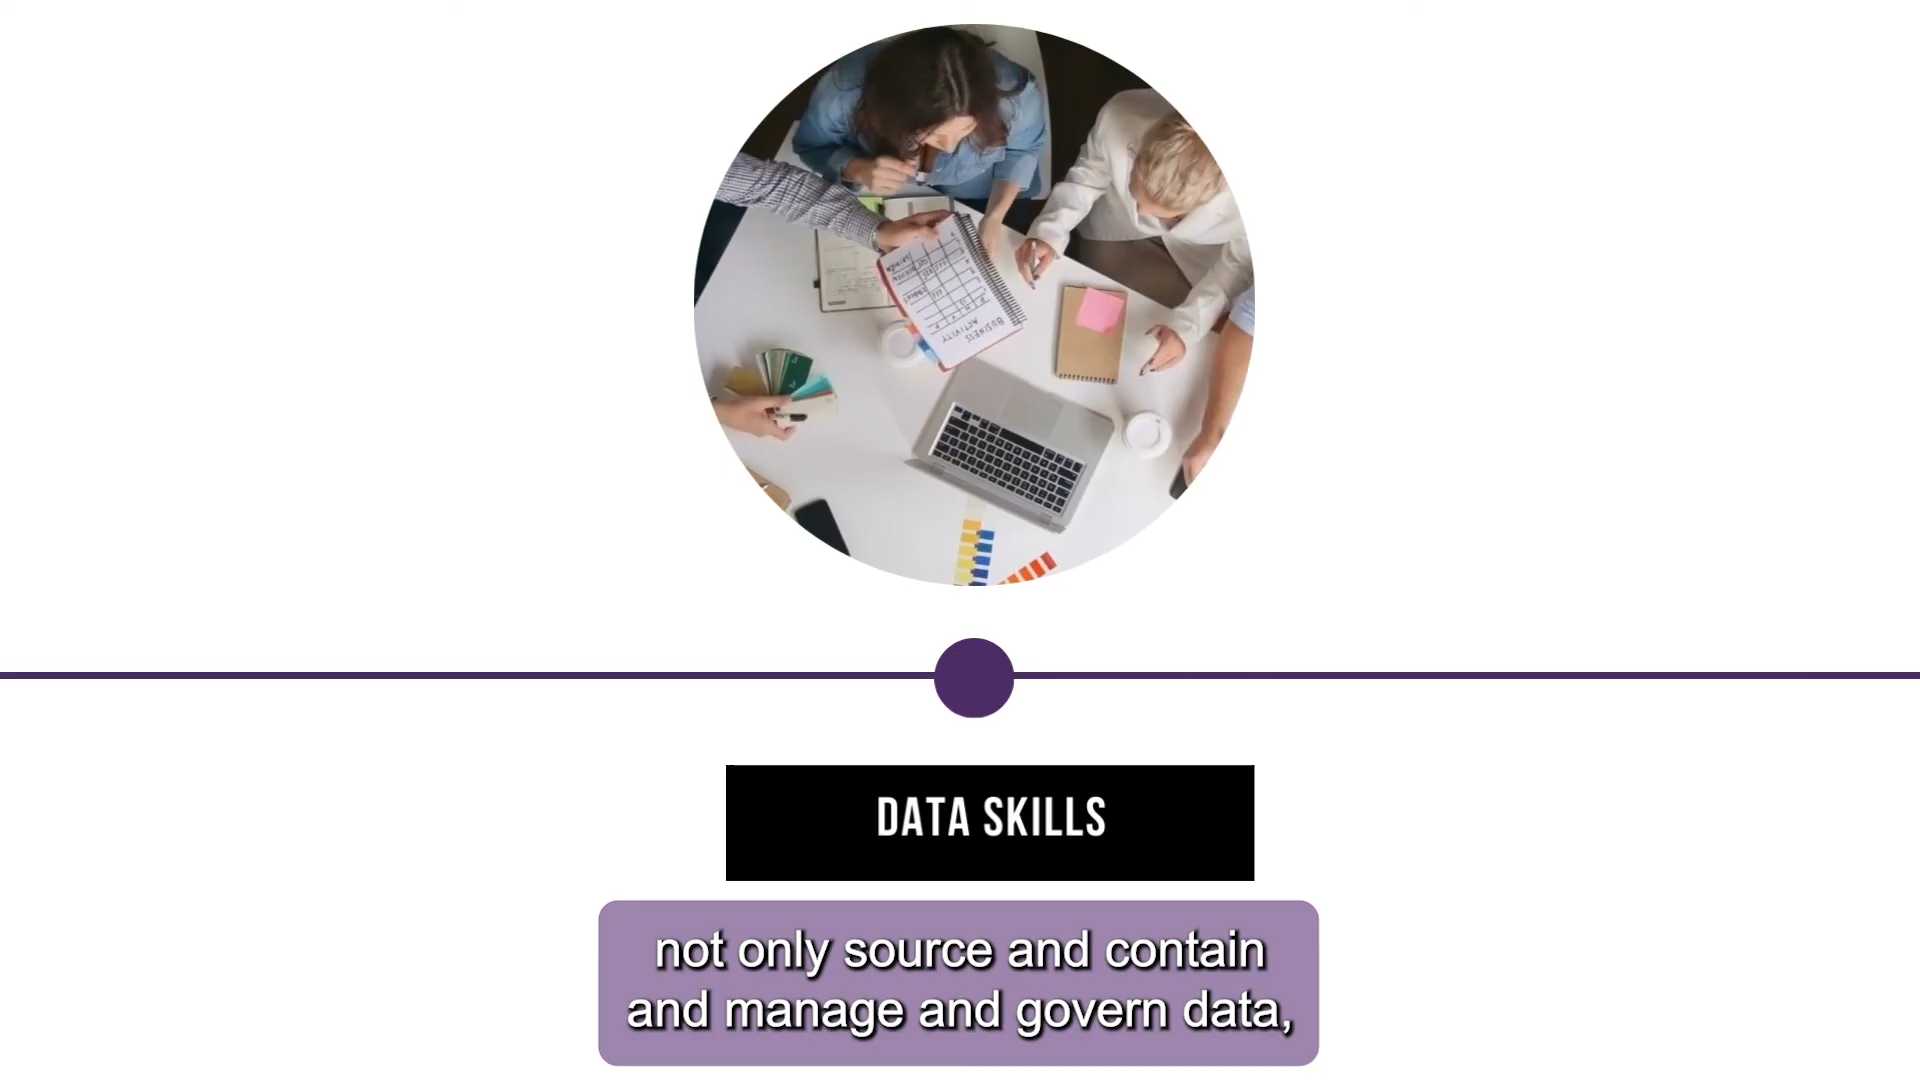 BUSINESS
ACTIVITY
DATA SKILLS
not only source and contain
and manage and govern data,